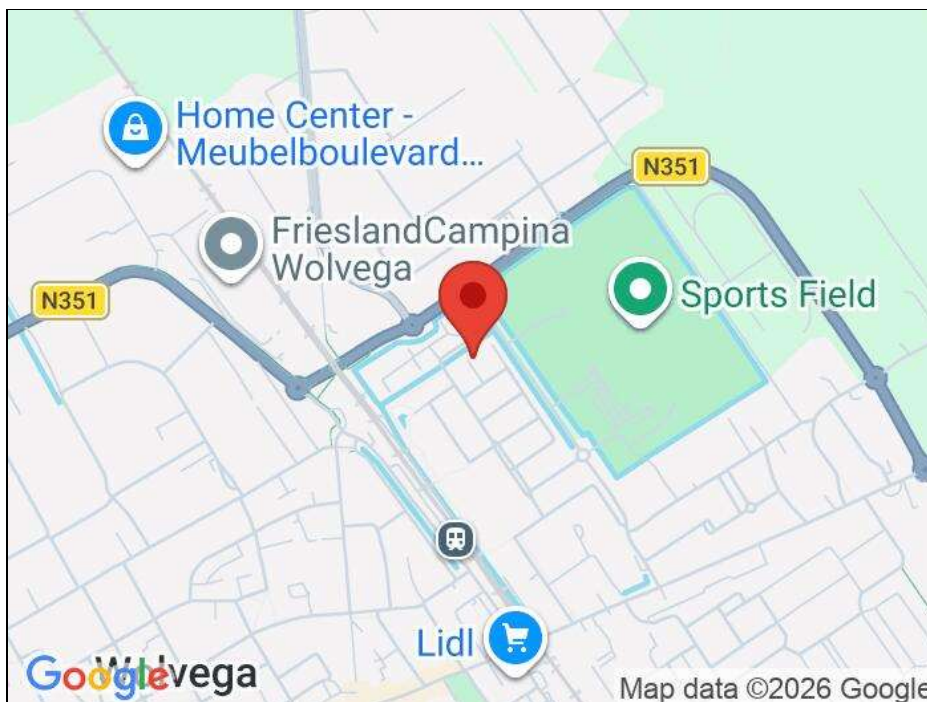 Home Center -
Meubelboulevard...
N351
FrieslandCampina
Wolvega
N351
Sports Field
Lidl
Google
Wolvega
Map data ©2026 Google